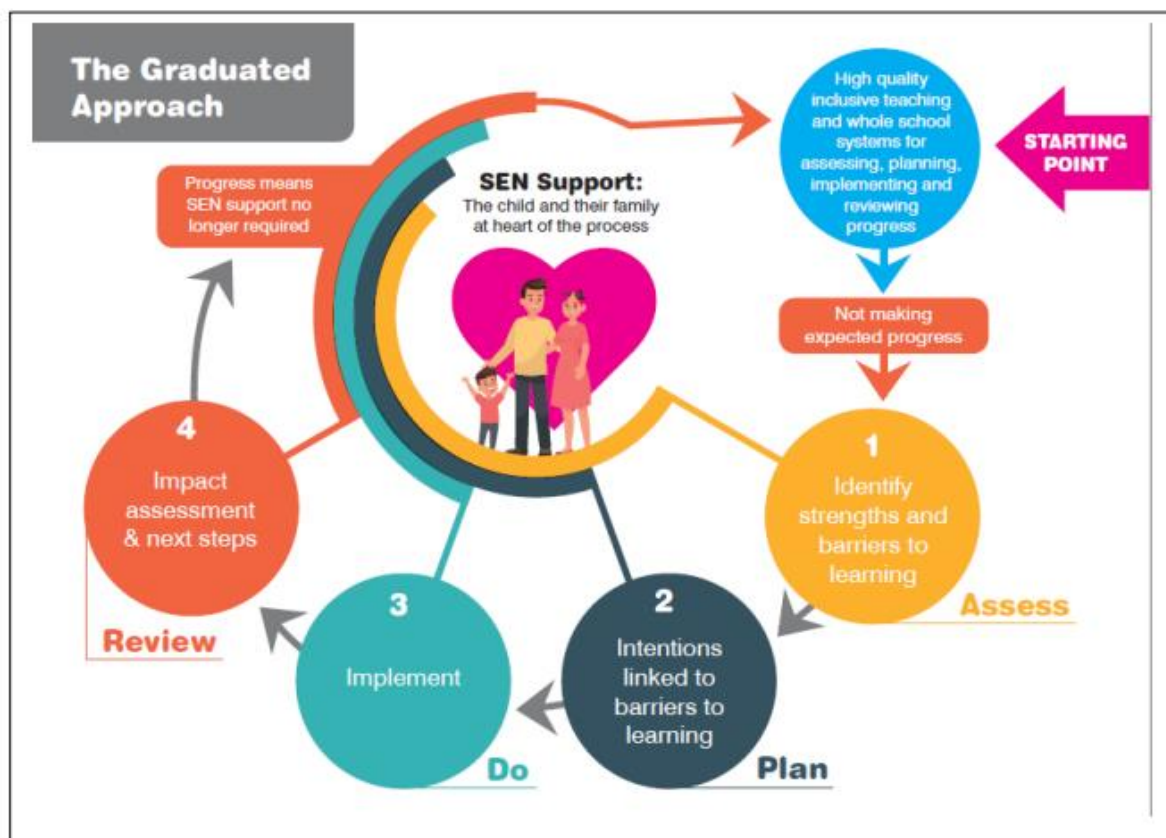 The Graduated
Approach
High quality
inclusive teaching
and whole school
systems for
assessing, planning,
implementing and
reviewing
progress
STARTING
POINT
Progress means
SEN support no
longer required
SEN Support:
The child and their family
at heart of the process
Not making
expected progress
1
Identify
strengths and
barriers to
learning
Assess
2
Intentions
linked to
barriers to
learning
Plan
3
Implement
Do
4
Impact
assessment
& next steps
Review